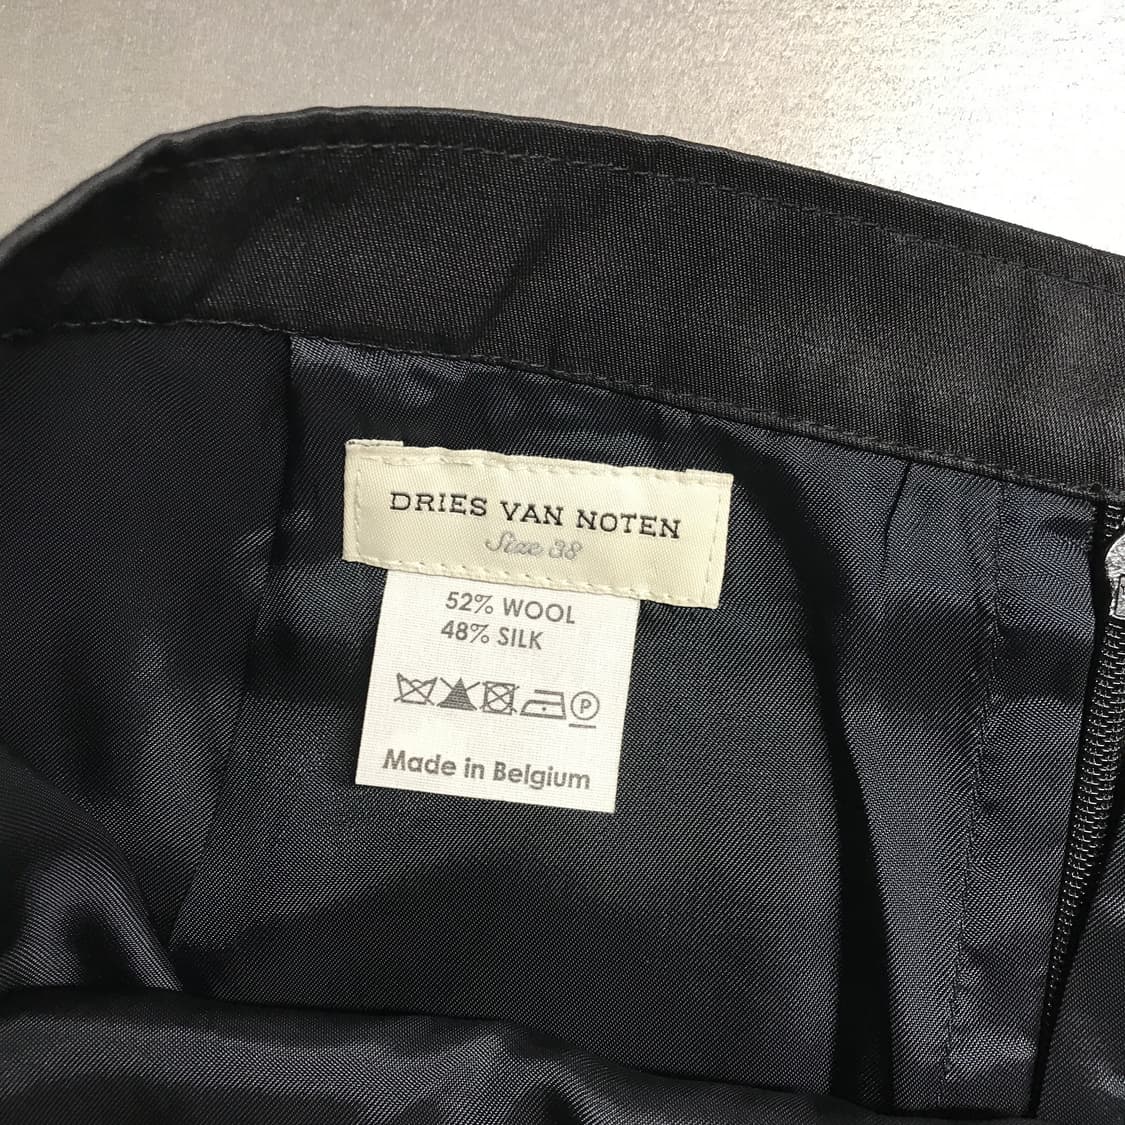 DRIES VAN NOTEN
Size 38
52% WOOL
48% SILK
P
Made in Belgium